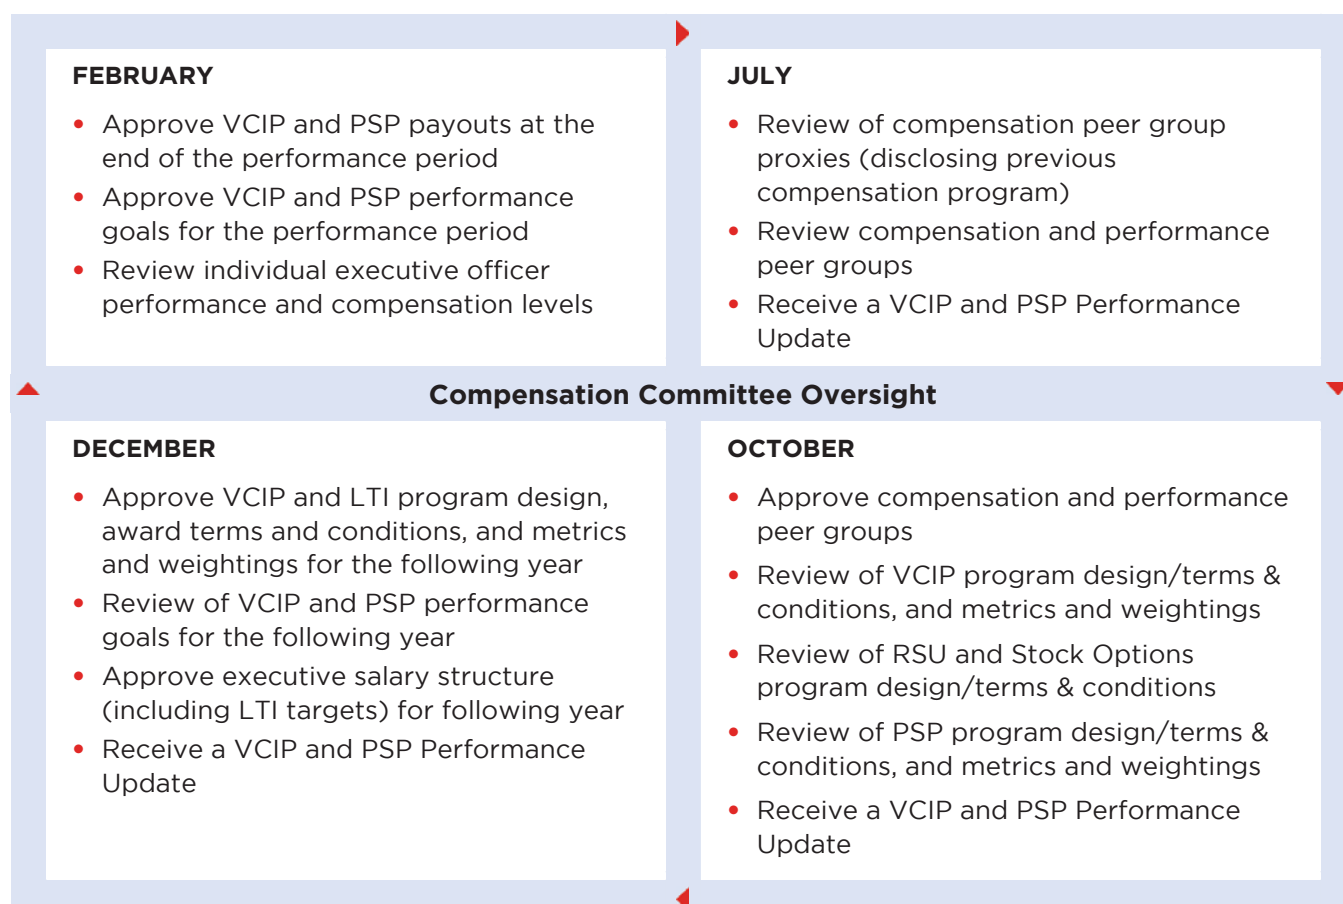 FEBRUARY
• Approve VCIP and PSP payouts at the
end of the performance period
• Approve VCIP and PSP performance
goals for the performance period
• Review individual executive officer
performance and compensation levels
JULY
• Review of compensation peer group
proxies (disclosing previous
compensation program)
• Review compensation and performance
peer groups
• Receive a VCIP and PSP Performance
Update
Compensation Committee Oversight
DECEMBER
• Approve VCIP and LTI program design,
award terms and conditions, and metrics
and weightings for the following year
• Review of VCIP and PSP performance
goals for the following year
• Approve executive salary structure
(including LTI targets) for following year
• Receive a VCIP and PSP Performance
Update
OCTOBER
• Approve compensation and performance
peer groups
• Review of VCIP program design/terms &
conditions, and metrics and weightings
• Review of RSU and Stock Options
program design/terms & conditions
• Review of PSP program design/terms &
conditions, and metrics and weightings
• Receive a VCIP and PSP Performance
Update